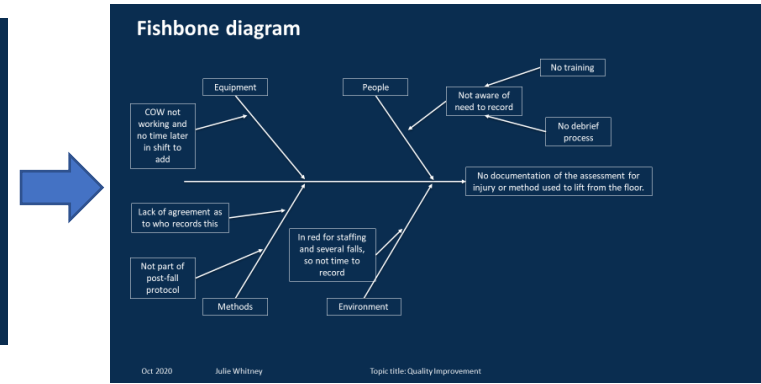 Fishbone diagram
No training
Equipment
People
Not aware of
need to record
COW not
working and
no time later
in shift to
add
No debrief
process
No documentation of the assessment for
injury or method used to lift from the floor.
Lack of agreement as
to who records this
In red for staffing
and several falls,
so not time to
record
Not part of
post-fall
protocol
Methods
Environment
Oct 2020
Julie Whitney
Topic title: Quality Improvement